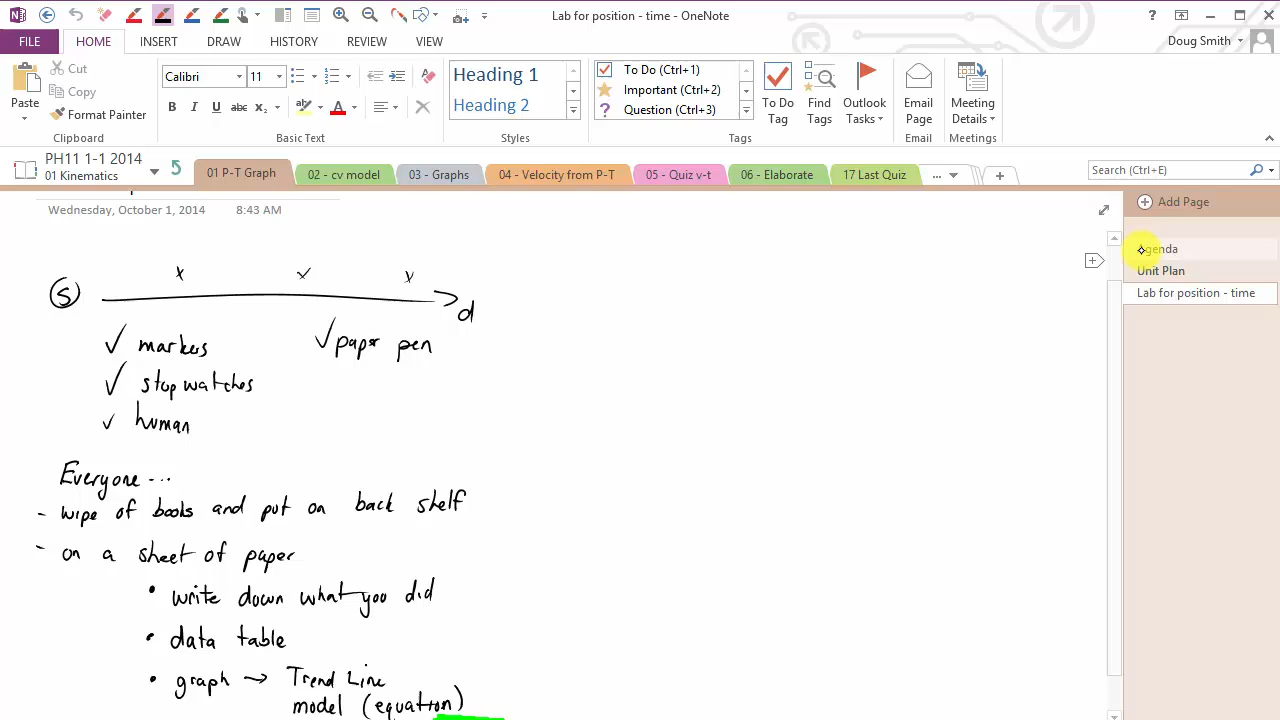 Lab for position - time - OneNote
?
FILE HOME INSERT DRAW HISTORY REVIEW VIEW
Doug Smith
Paste
Cut
Copy
Format Painter
Clipboard
Calibri 11
B I U abc x₂ A
Basic Text
Heading 1
Heading 2
Styles
To Do (Ctrl+1)
Important (Ctrl+2)
? Question (Ctrl+3)
To Do Tag
Find Tags
Outlook Tasks
Tags
Email Page
Email
Meeting Details
Meetings
PH11 1-1 2014
01 Kinematics
01 P-T Graph
02 - cv model
03 - Graphs
04 - Velocity from P-T
05 - Quiz v-t
06 - Elaborate
17 Last Quiz
...
Search (Ctrl+E)
Wednesday, October 1, 2014 8:43 AM
Add Page
Agenda
Unit Plan
Lab for position - time
x ✓ x
S
d
✓ markers ✓ paper pen
✓ stopwatches
✓ human
Everyone ...
- wipe of books and put on back shelf
- on a sheet of paper
• write down what you did
• data table
• graph → Trend Line
model (equation)